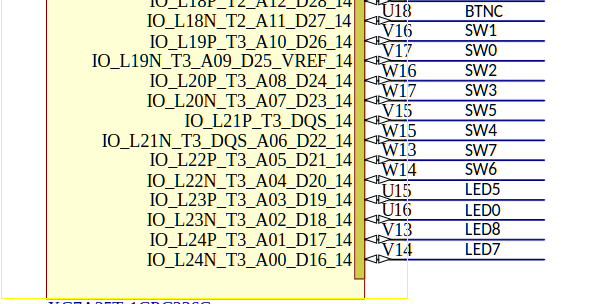 IO_L18P_T2_A12_D28_14
IO_L18N_T2_A11_D27_14 U18 BTNC
IO_L19P_T3_A10_D26_14 V16 SW1
IO_L19N_T3_A09_D25_VREF_14 V17 SW0
IO_L20P_T3_A08_D24_14 W16 SW2
IO_L20N_T3_A07_D23_14 W17 SW3
IO_L21P_T3_DQS_14 V15 SW5
IO_L21N_T3_DQS_A06_D22_14 W15 SW4
IO_L22P_T3_A05_D21_14 W13 SW7
IO_L22N_T3_A04_D20_14 W14 SW6
IO_L23P_T3_A03_D19_14 U15 LED5
IO_L23N_T3_A02_D18_14 U16 LED0
IO_L24P_T3_A01_D17_14 V13 LED8
IO_L24N_T3_A00_D16_14 V14 LED7